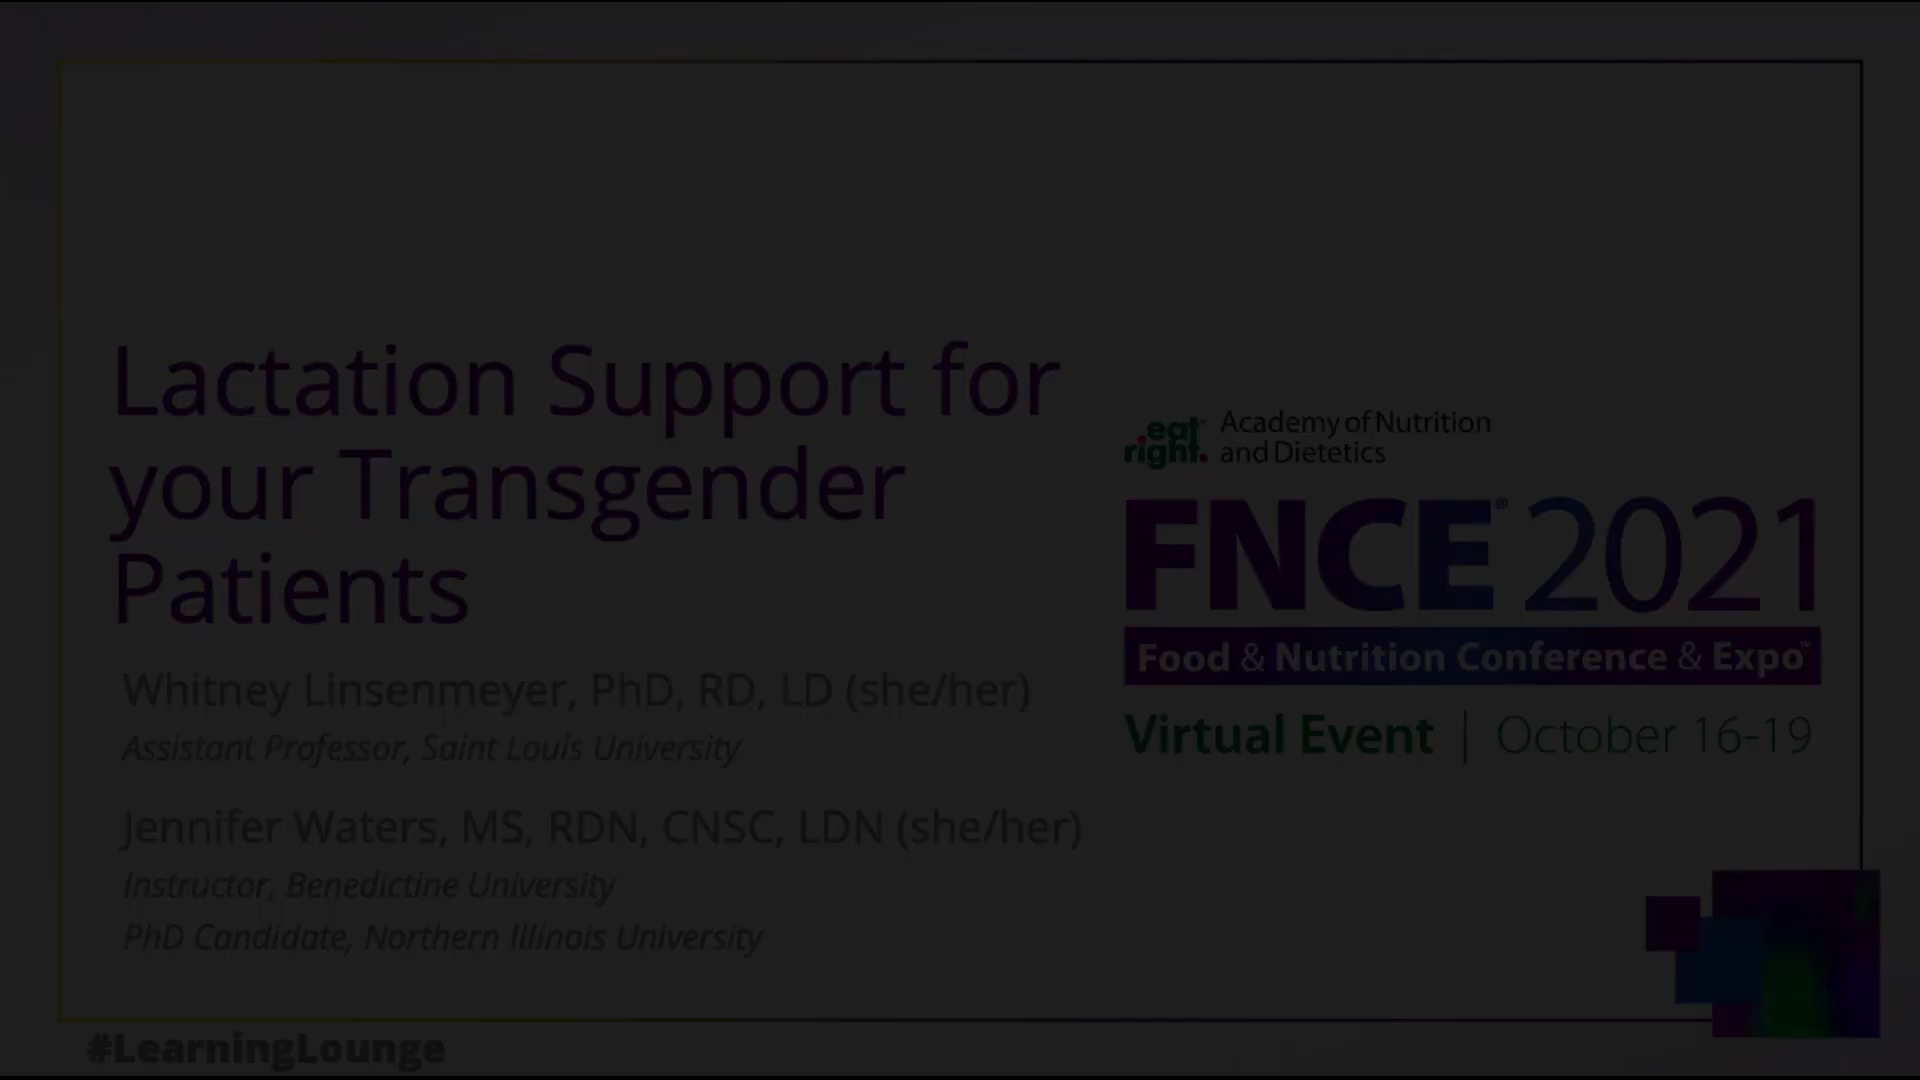 Lactation Support for
your Transgender
Patients
Whitney Linsenmeyer, PhD, RD, LD (she/her)
Assistant Professor, Saint Louis University
Jennifer Waters, MS, RDN, CNSC, LDN (she/her)
Instructor, Benedictine University
PhD Candidate, Northern Illinois University
#LearningLounge
eat right. Academy of Nutrition
and Dietetics
FNCE® 2021
Food & Nutrition Conference & Expo™
Virtual Event | October 16-19